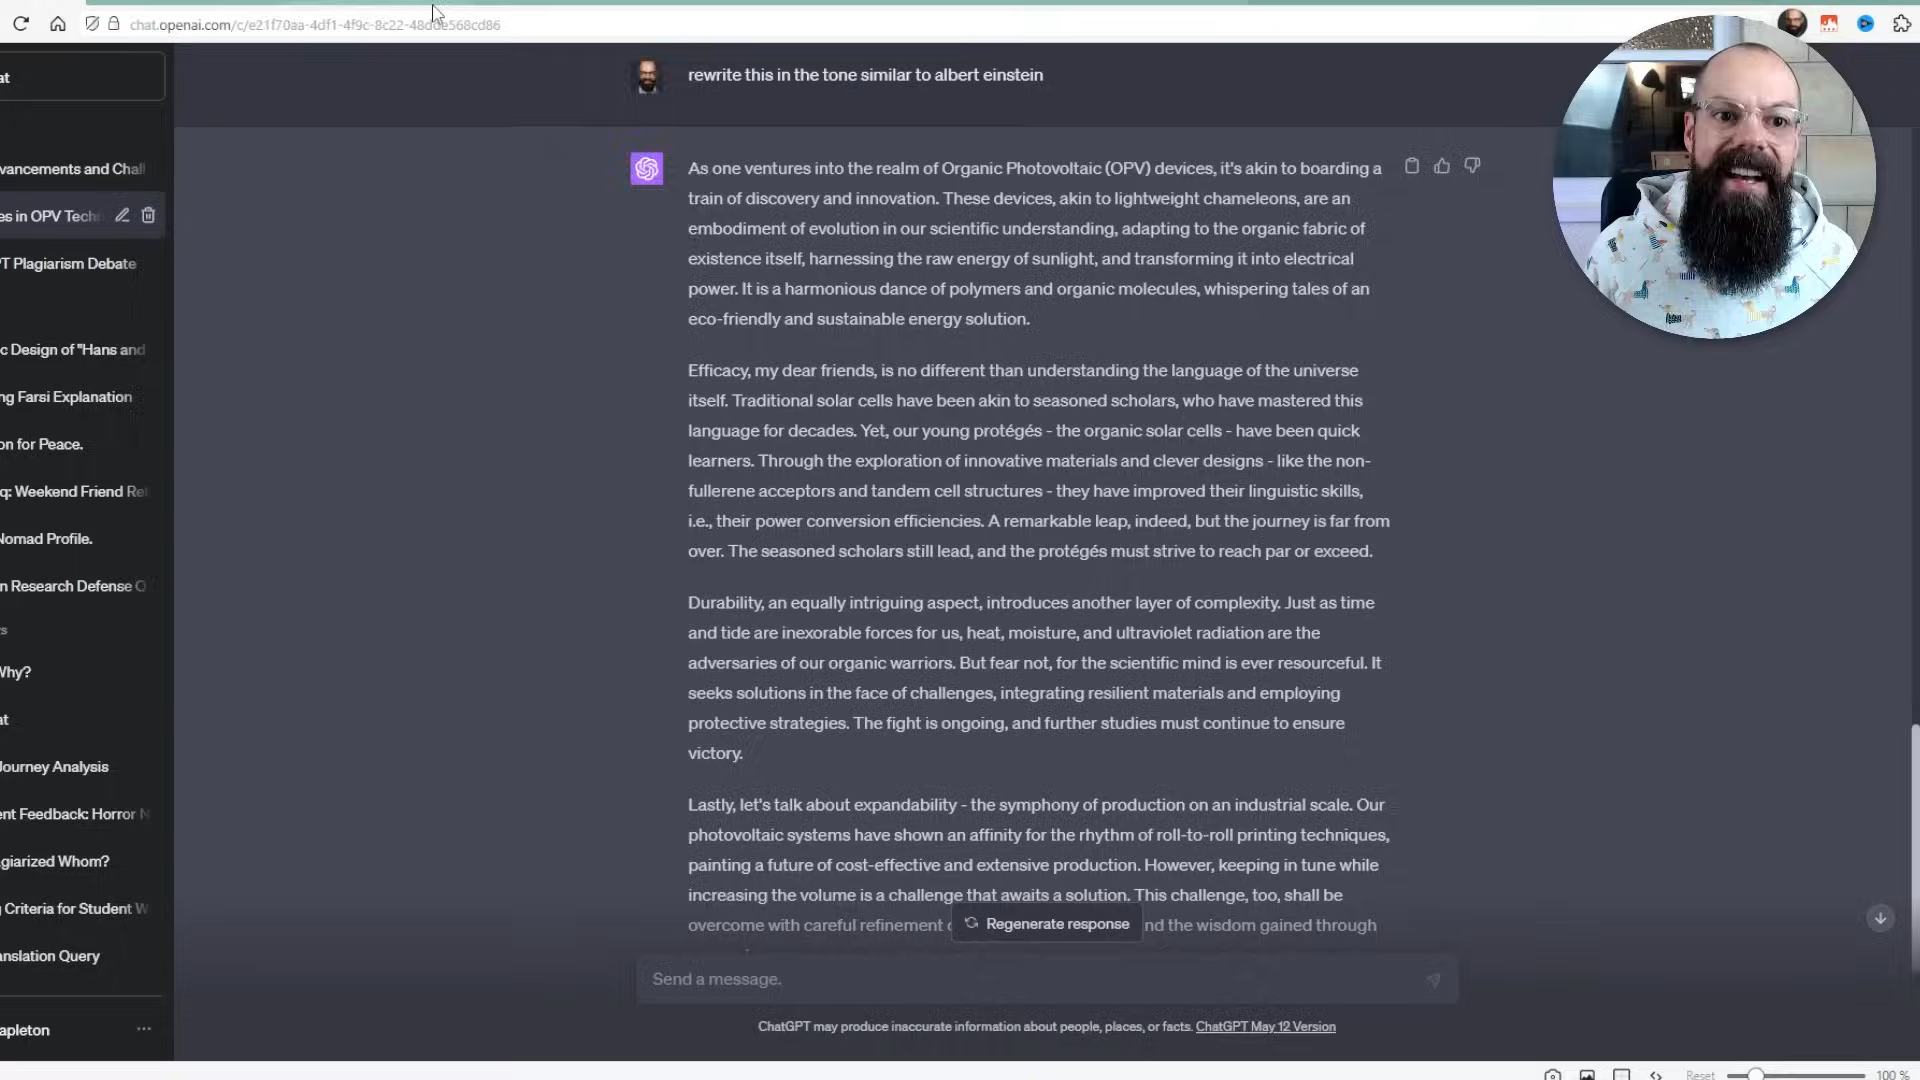 chat.openai.com/c/e21f70aa-4df1-4f9c-8c22-48dde568cd86
at
vancements and Chall
es in OPV Tech
T Plagiarism Debate
c Design of "Hans and
ng Farsi Explanation
on for Peace.
q: Weekend Friend Re
Nomad Profile.
n Research Defense Q
s
Why?
at
Journey Analysis
ent Feedback: Horror N
giarized Whom?
g Criteria for Student W
anslation Query
apleton
rewrite this in the tone similar to albert einstein
As one ventures into the realm of Organic Photovoltaic (OPV) devices, it's akin to boarding a
train of discovery and innovation. These devices, akin to lightweight chameleons, are an
embodiment of evolution in our scientific understanding, adapting to the organic fabric of
existence itself, harnessing the raw energy of sunlight, and transforming it into electrical
power. It is a harmonious dance of polymers and organic molecules, whispering tales of an
eco-friendly and sustainable energy solution.
Efficacy, my dear friends, is no different than understanding the language of the universe
itself. Traditional solar cells have been akin to seasoned scholars, who have mastered this
language for decades. Yet, our young protégés - the organic solar cells - have been quick
learners. Through the exploration of innovative materials and clever designs - like the non-
fullerene acceptors and tandem cell structures - they have improved their linguistic skills,
i.e., their power conversion efficiencies. A remarkable leap, indeed, but the journey is far from
over. The seasoned scholars still lead, and the protégés must strive to reach par or exceed.
Durability, an equally intriguing aspect, introduces another layer of complexity. Just as time
and tide are inexorable forces for us, heat, moisture, and ultraviolet radiation are the
adversaries of our organic warriors. But fear not, for the scientific mind is ever resourceful. It
seeks solutions in the face of challenges, integrating resilient materials and employing
protective strategies. The fight is ongoing, and further studies must continue to ensure
victory.
Lastly, let's talk about expandability - the symphony of production on an industrial scale. Our
photovoltaic systems have shown an affinity for the rhythm of roll-to-roll printing techniques,
painting a future of cost-effective and extensive production. However, keeping in tune while
increasing the volume is a challenge that awaits a solution. This challenge, too, shall be
overcome with careful refinement nd the wisdom gained through
Regenerate response
Send a message.
ChatGPT may produce inaccurate information about people, places, or facts. ChatGPT May 12 Version
Reset 100 %